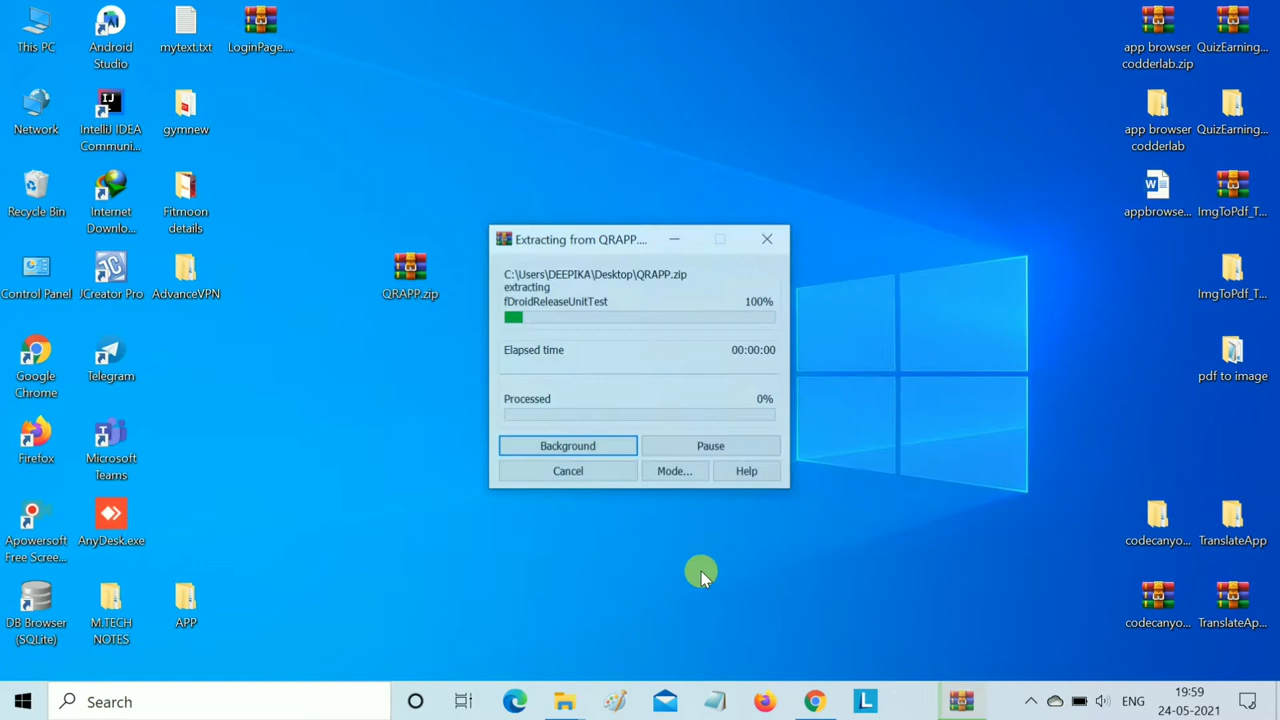 This PC
Android
Studio
mytext.txt
LoginPage....
Network
IntelliJ IDEA
Communi...
gymnew
Recycle Bin
Internet
Downlo...
Fitmoon
details
Control Panel
JCreator Pro
AdvanceVPN
Google
Chrome
Telegram
Firefox
Microsoft
Teams
Apowersoft
Free Scree...
AnyDesk.exe
DB Browser
(SQLite)
M.TECH
NOTES
APP
QRAPP.zip
Extracting from QRAPP....
C:\Users\DEEPIKA\Desktop\QRAPP.zip
extracting
fDroidReleaseUnitTest 100%
Elapsed time 00:00:00
Processed 0%
Background Pause
Cancel Mode... Help
app browser
codderlab.zip
QuizEarning...
app browser
codderlab
QuizEarning...
appbrowse...
ImgToPdf_T...
ImgToPdf_T...
pdf to image
codecanyo...
TranslateApp
codecanyo...
TranslateAp...
Search
ENG
19:59
24-05-2021